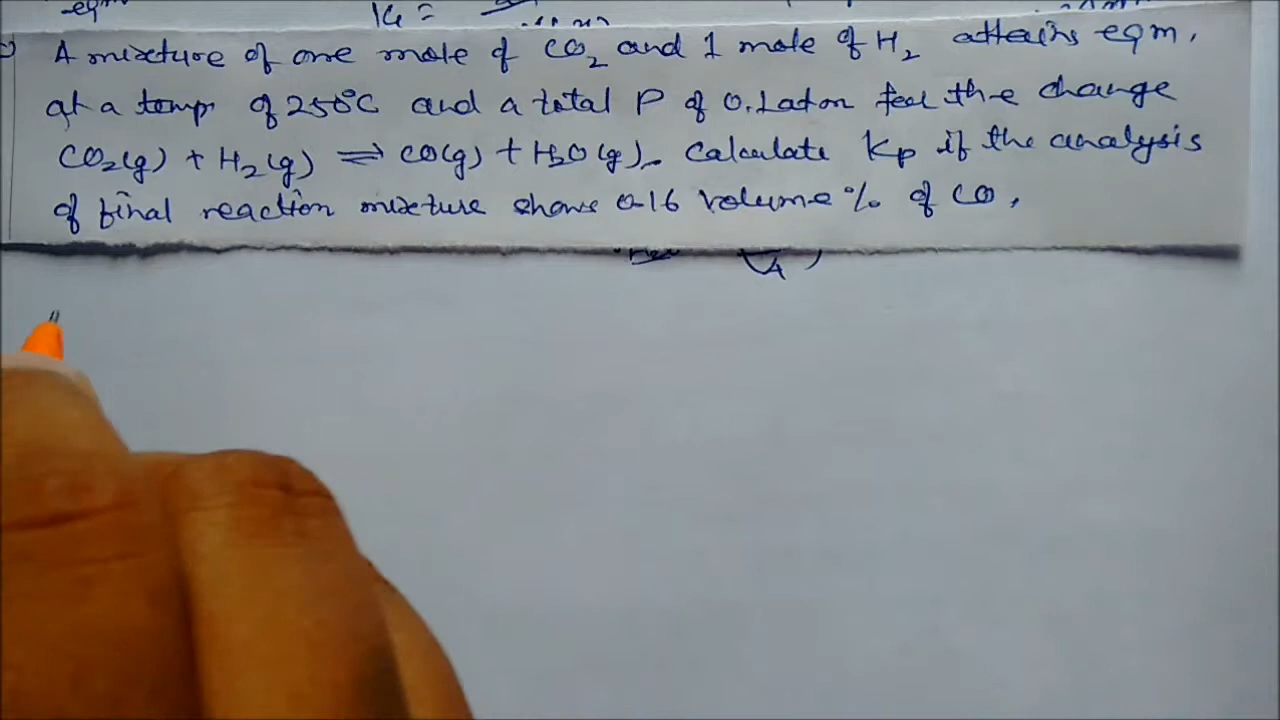 eqm
K =
A mixture of one mole of CO₂ and 1 mole of H₂ attains eqm.
at a temp of 250°C and a total P of 0.1atm for the change
CO₂(g) + H₂(g) ⇌ CO(g) + H₂O(g). Calculate Kp if the analysis
of final reaction mixture shows 0.16 volume % of CO.